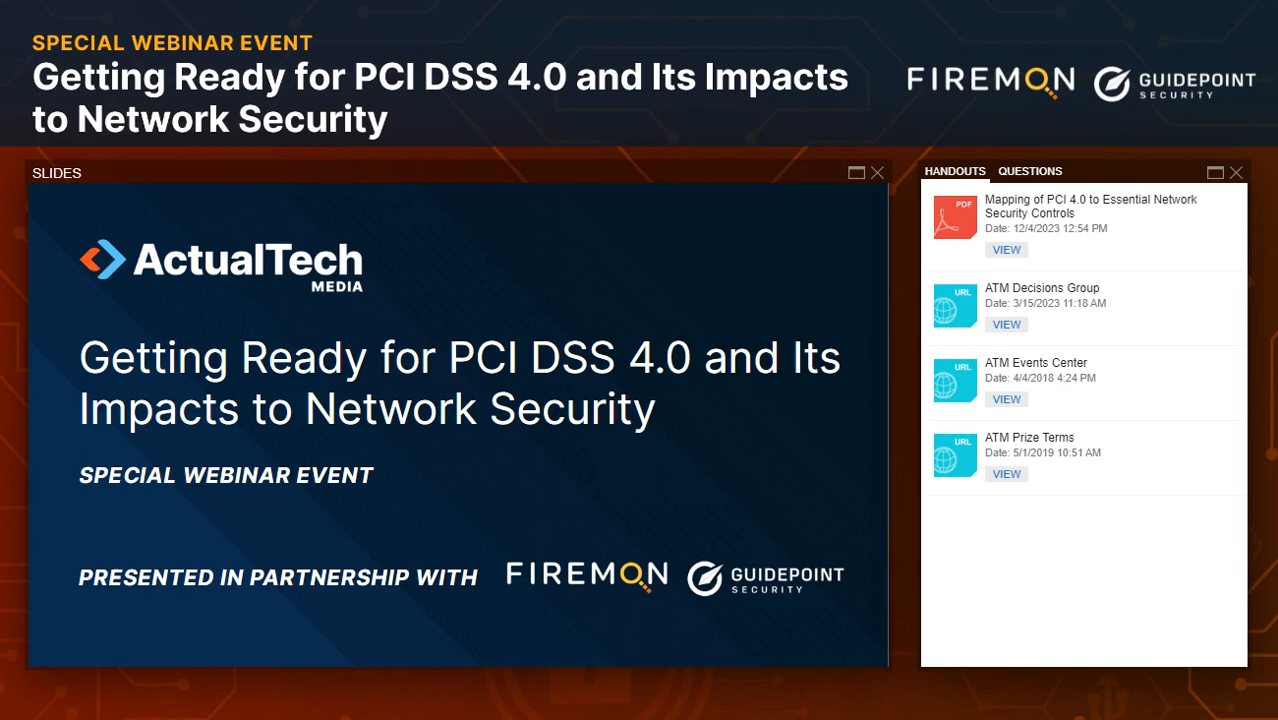 SPECIAL WEBINAR EVENT
Getting Ready for PCI DSS 4.0 and Its Impacts
to Network Security
FIREMON
GUIDEPOINT
SECURITY
SLIDES
ActualTech
MEDIA
Getting Ready for PCI DSS 4.0 and Its
Impacts to Network Security
SPECIAL WEBINAR EVENT
PRESENTED IN PARTNERSHIP WITH
FIREMON
GUIDEPOINT
SECURITY
HANDOUTS QUESTIONS
PDF
Mapping of PCI 4.0 to Essential Network
Security Controls
Date: 12/4/2023 12:54 PM
VIEW
URL
ATM Decisions Group
Date: 3/15/2023 11:18 AM
VIEW
URL
ATM Events Center
Date: 4/4/2018 4:24 PM
VIEW
URL
ATM Prize Terms
Date: 5/1/2019 10:51 AM
VIEW